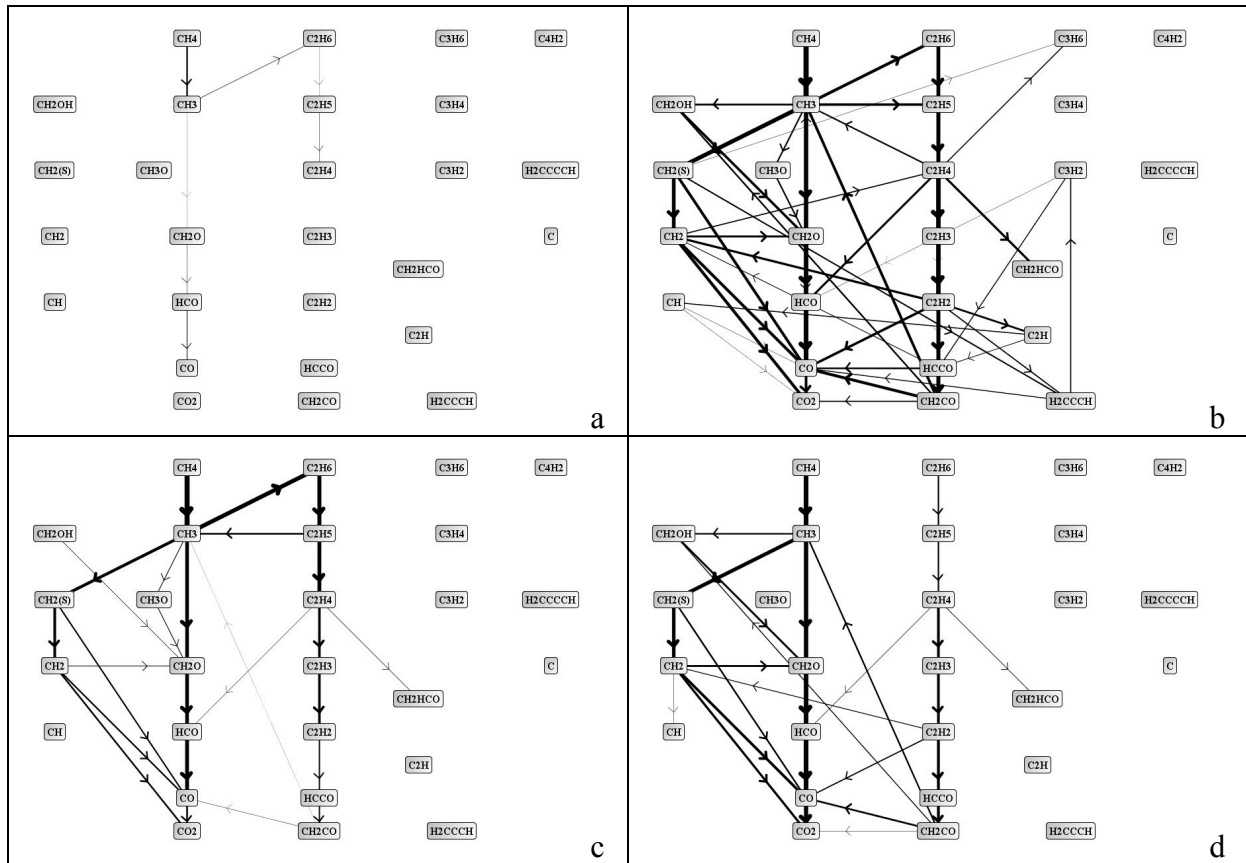 CH4 C2H6 C3H6 C4H2
CH2OH CH3 C2H5 C3H4
CH2(S) CH3O C2H4 C3H2 H2CCCCH
CH2 CH2O C2H3 C
CH2HCO
CH HCO C2H2
C2H
CO HCCO
CO2 CH2CO H2CCCH
a
CH4 C2H6 C3H6 C4H2
CH2OH CH3 C2H5 C3H4
CH2(S) CH3O C2H4 C3H2 H2CCCCH
CH2 CH2O C2H3 C
CH2HCO
CH HCO C2H2
C2H
CO HCCO
CO2 CH2CO H2CCCH
b
CH4 C2H6 C3H6 C4H2
CH2OH CH3 C2H5 C3H4
CH2(S) CH3O C2H4 C3H2 H2CCCCH
CH2 CH2O C2H3 C
CH2HCO
CH HCO C2H2
C2H
CO HCCO
CO2 CH2CO H2CCCH
c
CH4 C2H6 C3H6 C4H2
CH2OH CH3 C2H5 C3H4
CH2(S) CH3O C2H4 C3H2 H2CCCCH
CH2 CH2O C2H3 C
CH2HCO
CH HCO C2H2
C2H
CO HCCO
CO2 CH2CO H2CCCH
d